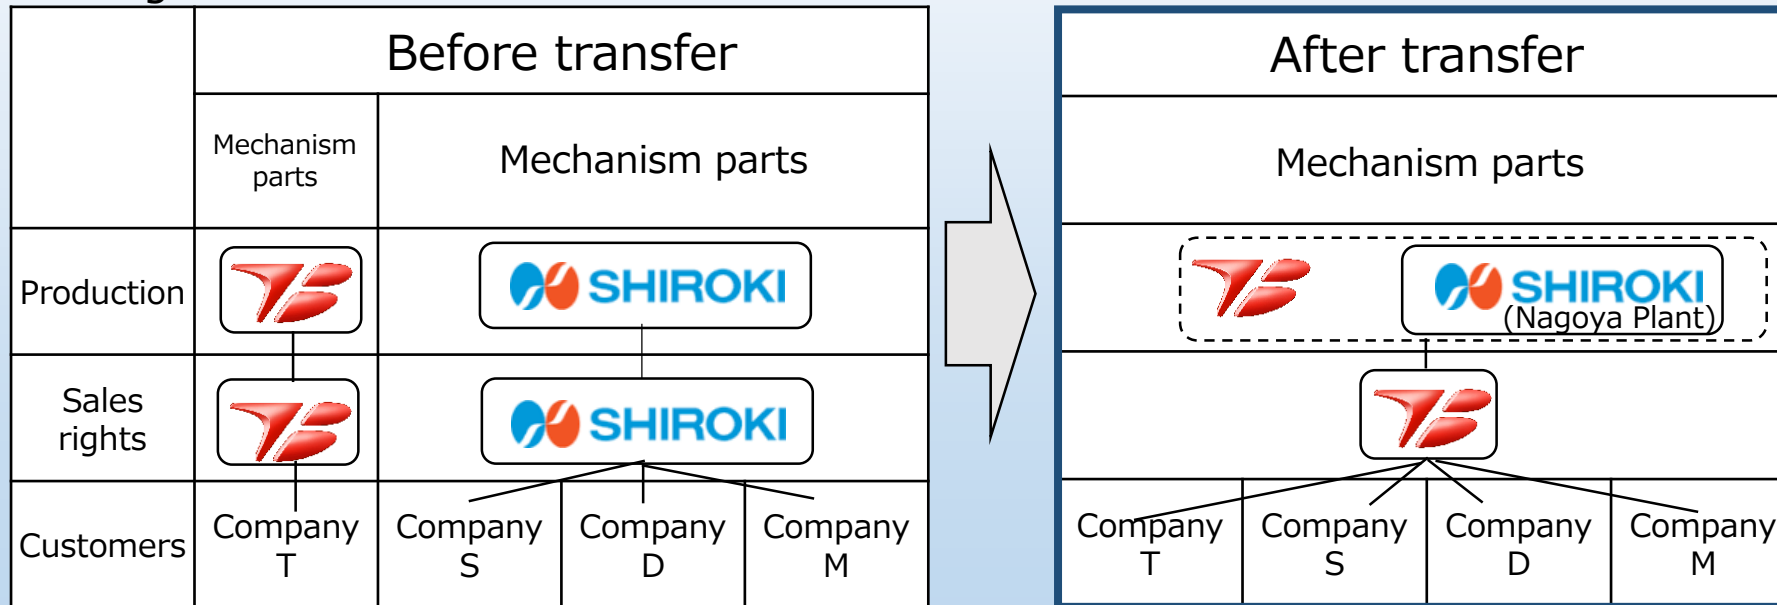 Before transfer
After transfer
Mechanism
parts
Mechanism parts
Mechanism parts
Production
SHIROKI
SHIROKI
(Nagoya Plant)
Sales
rights
SHIROKI
Customers
Company
T
Company
S
Company
D
Company
M
Company
T
Company
S
Company
D
Company
M